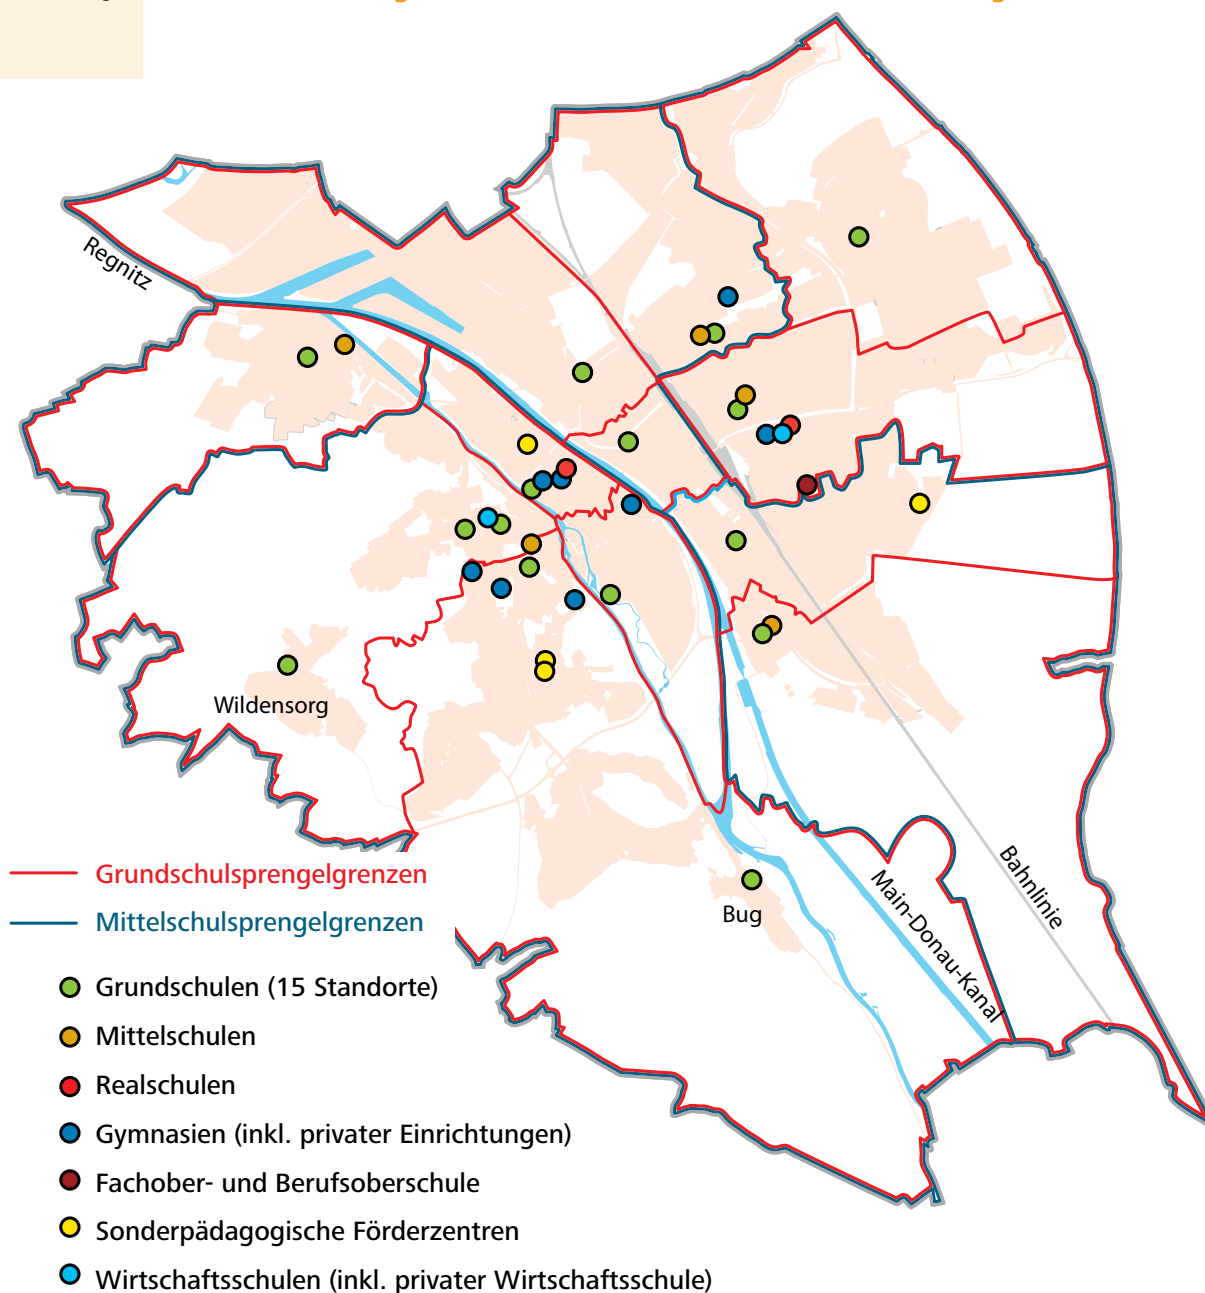 Regnitz
Wildensorg
Bug
Main-Donau-Kanal
Bahnlinie
Grundschulsprengelgrenzen
Mittelschulsprengelgrenzen
Grundschulen (15 Standorte)
Mittelschulen
Realschulen
Gymnasien (inkl. privater Einrichtungen)
Fachober- und Berufsoberschule
Sonderpädagogische Förderzentren
Wirtschaftsschulen (inkl. privater Wirtschaftsschule)